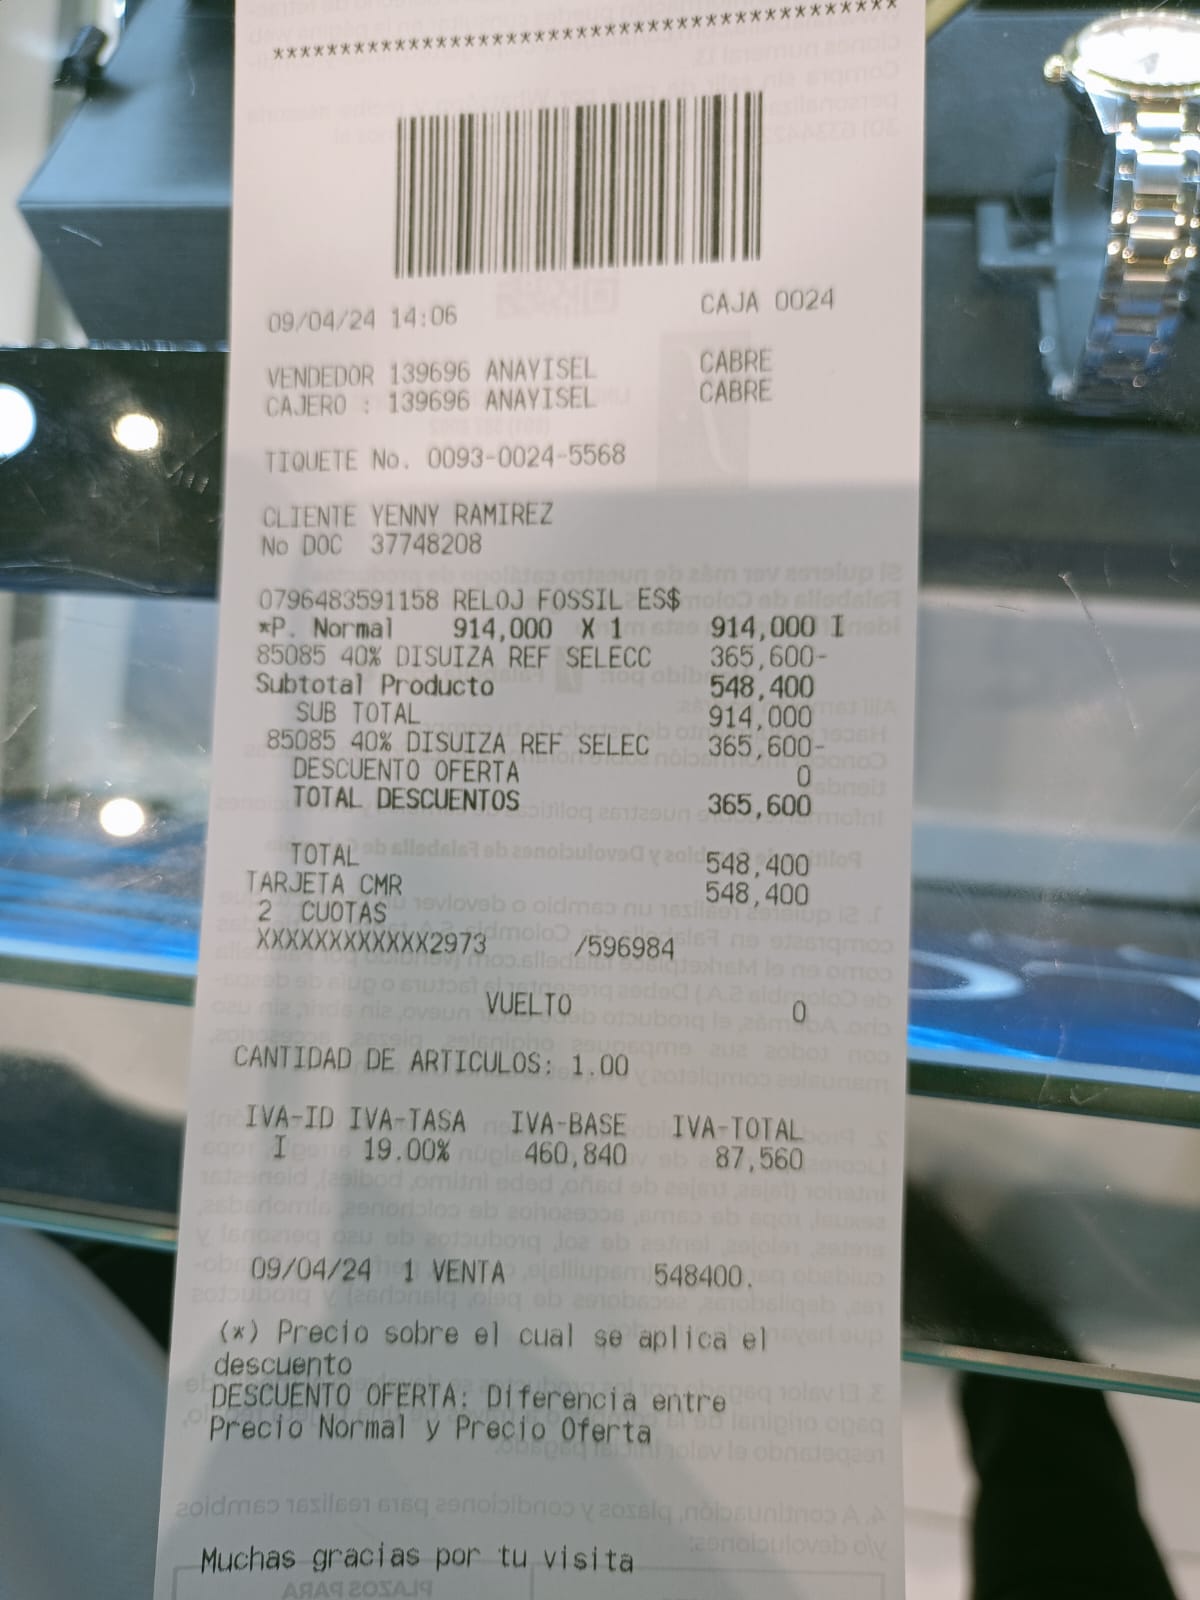 ****************************************
09/04/24 14:06 CAJA 0024
VENDEDOR 139696 ANAYISEL CABRE
CAJERO : 139696 ANAYISEL CABRE
TIQUETE No. 0093-0024-5568
CLIENTE YENNY RAMIREZ
No DOC 37748208
0796483591158 RELOJ FOSSIL ES$
*P. Normal 914,000 X 1 914,000 I
85085 40% DISUIZA REF SELECC 365,600-
Subtotal Producto 548,400
SUB TOTAL 914,000
85085 40% DISUIZA REF SELEC 365,600-
DESCUENTO OFERTA 0
TOTAL DESCUENTOS 365,600
TOTAL 548,400
TARJETA CMR 548,400
2 CUOTAS
XXXXXXXXXXXX2973 /596984
VUELTO 0
CANTIDAD DE ARTICULOS: 1.00
IVA-ID IVA-TASA IVA-BASE IVA-TOTAL
I 19.00% 460,840 87,560
09/04/24 1 VENTA 548400.
(*) Precio sobre el cual se aplica el
descuento
DESCUENTO OFERTA: Diferencia entre
Precio Normal y Precio Oferta
Muchas gracias por tu visita